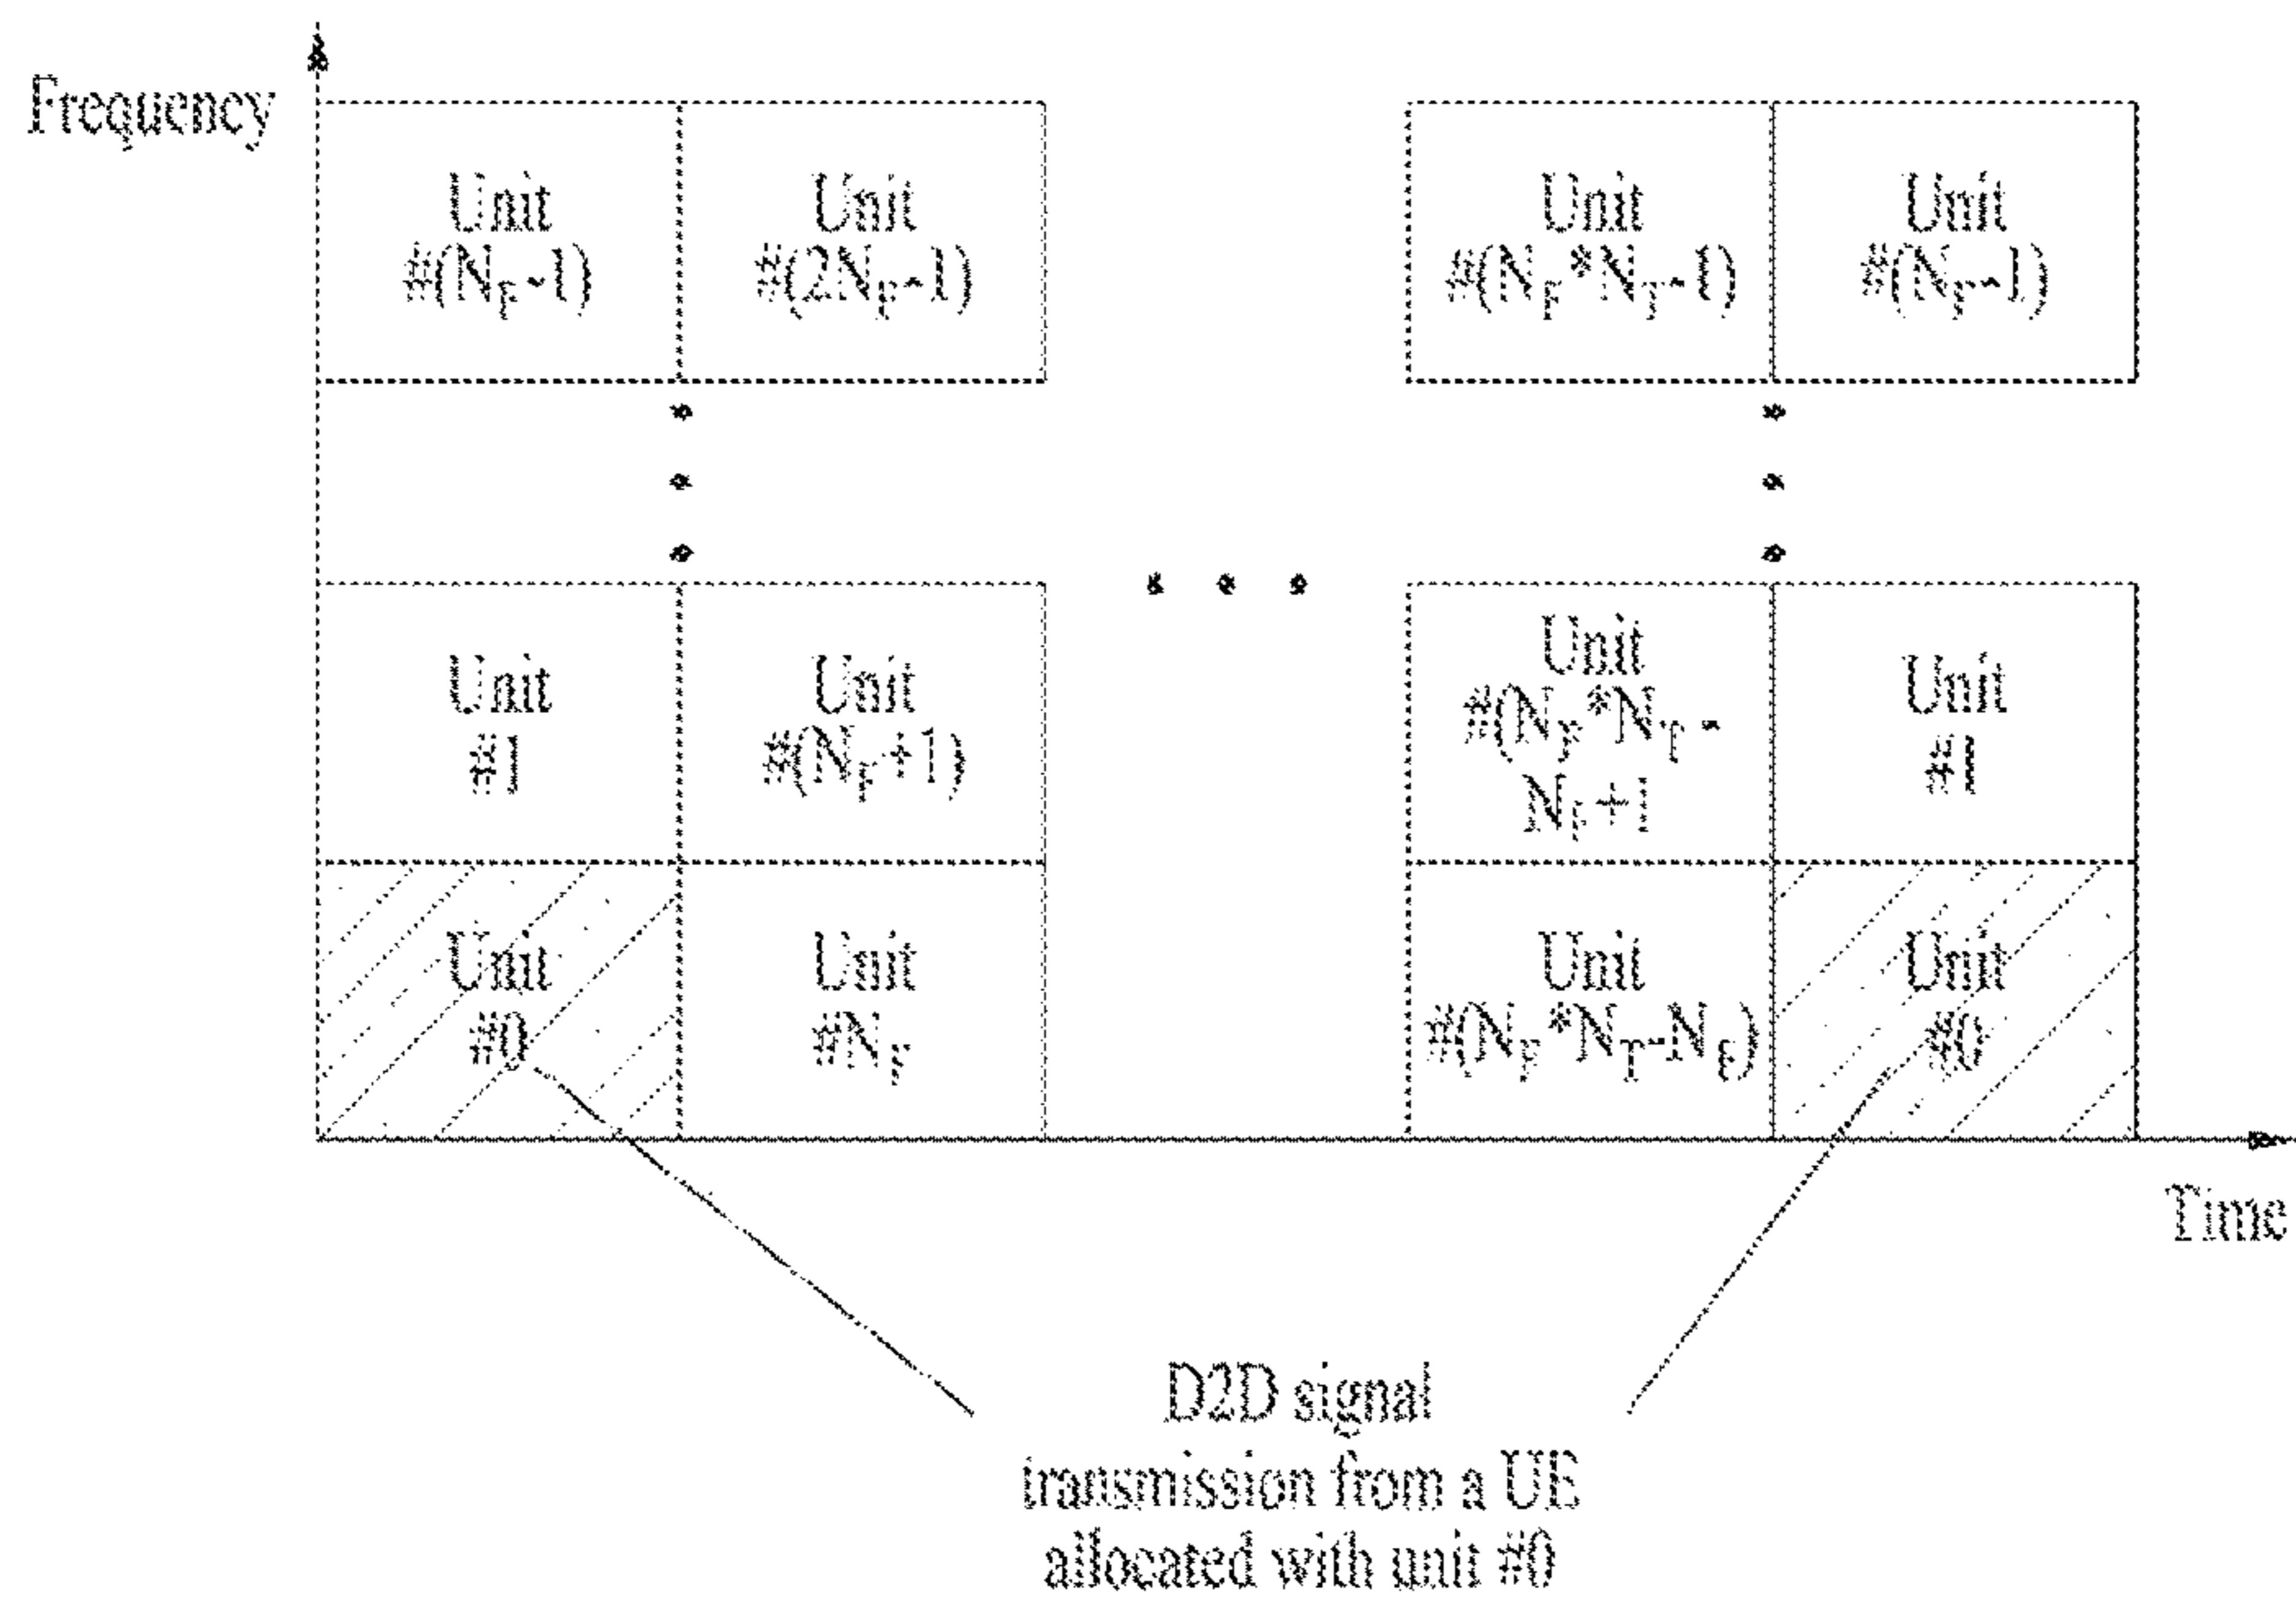 Frequency
Unit
#(N_F-1)
Unit
#(2N_F-1)
Unit
#(N_F*N_T-1)
Unit
#(N_F-1)
Unit
#1
Unit
#(N_F+1)
Unit
#(N_F*N_T-
N_F+1
Unit
#1
Unit
#0
Unit
#N_F
Unit
#(N_F*N_T-N_F)
Unit
#0
Time
D2D signal
transmission from a UE
allocated with unit #0